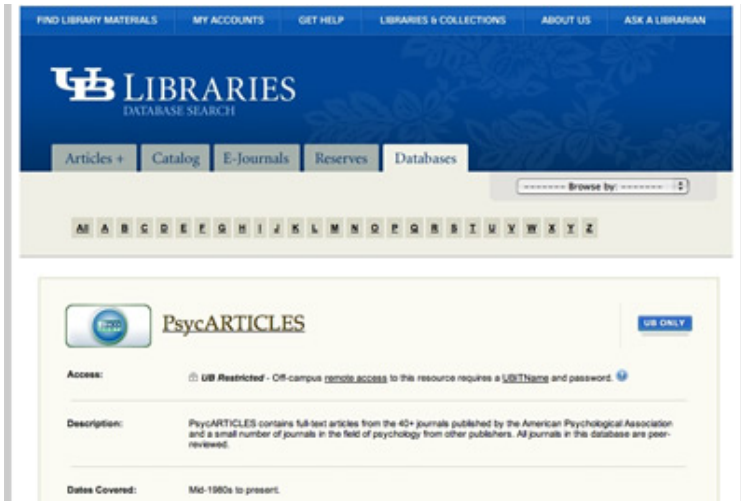 FIND LIBRARY MATERIALS MY ACCOUNTS GET HELP LIBRARIES & COLLECTIONS ABOUT US ASK A LIBRARIAN
UB LIBRARIES
DATABASE SEARCH
Articles + Catalog E-Journals Reserves Databases
------- Browse by: -------
All A B C D E F G H I J K L M N O P Q R S T U V W X Y Z
PsycARTICLES
UB ONLY
Access: UB Restricted - Off-campus remote access to this resource requires a UBITName and password.
Description: PsycARTICLES contains full-text articles from the 40+ journals published by the American Psychological Association
and a small number of journals in the field of psychology from other publishers. All journals in this database are peer-
reviewed.
Dates Covered: Mid-1980s to present.